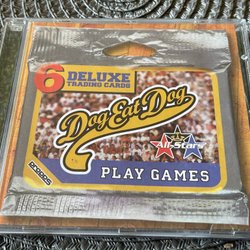 6 DELUXE
TRADING CARDS
Dog Eat Dog
All-Stars
PLAY GAMES